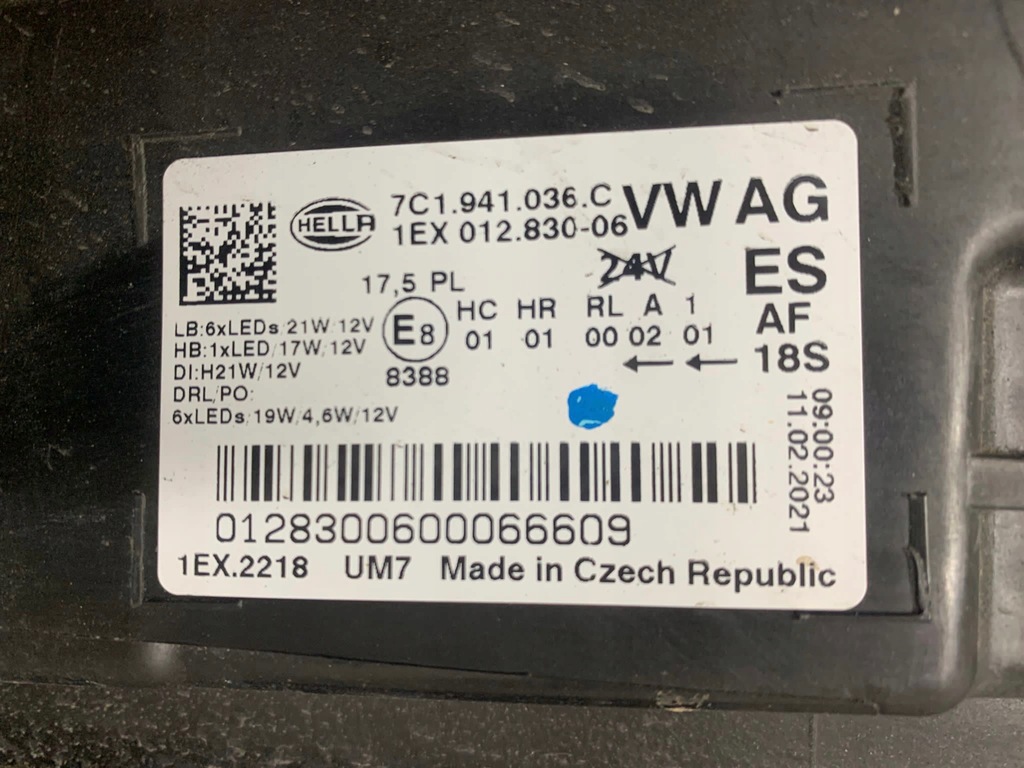 HELLA
7C1.941.036.C
1EX 012.830-06
VW AG
24V
ES
17,5 PL
HC HR RL A 1
AF
E8
01 01 00 02 01
18S
8388
LB:6xLEDs/21W/12V
HB:1xLED/17W/12V
DI:H21W/12V
DRL/PO:
6xLEDs/19W/4,6W/12V
09:00:23
11.02.2021
0128300600066609
1EX.2218 UM7 Made in Czech Republic